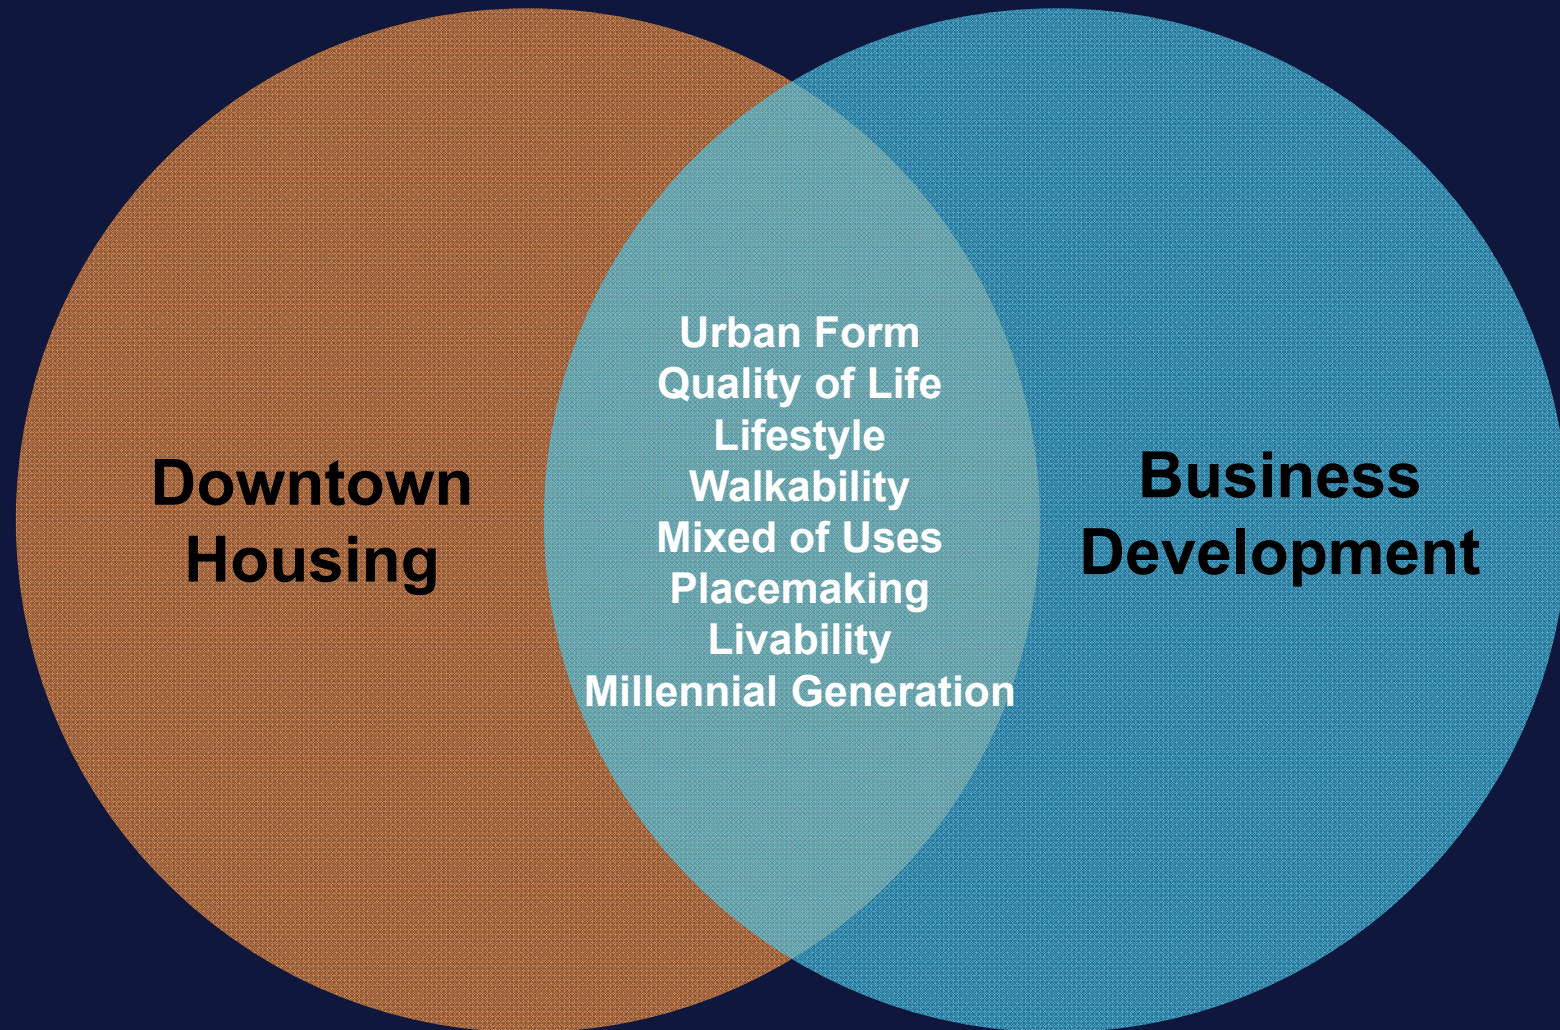 Downtown
Housing
Urban Form
Quality of Life
Lifestyle
Walkability
Mixed of Uses
Placemaking
Livability
Millennial Generation
Business
Development